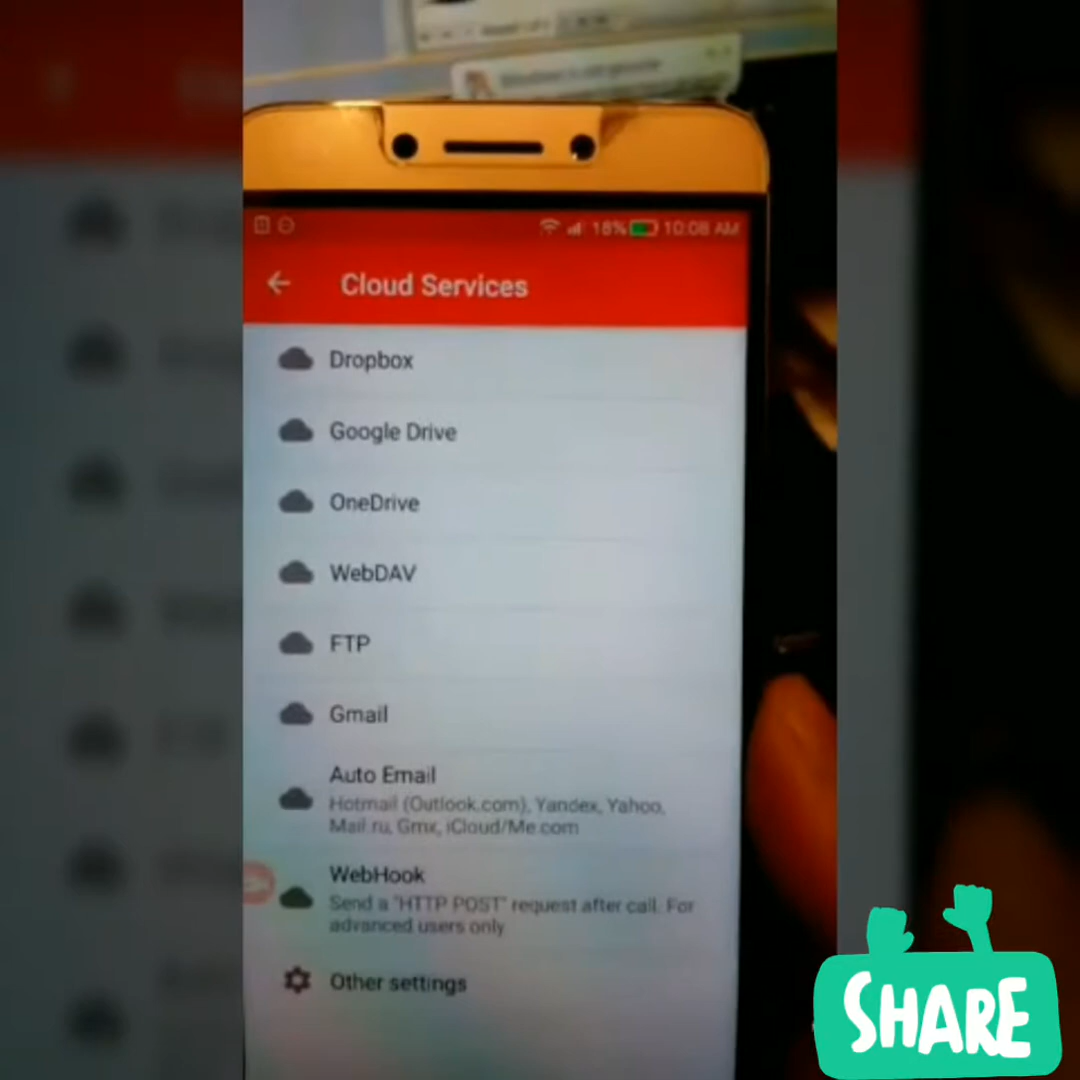 18% 10:08 AM
Cloud Services
Dropbox
Google Drive
OneDrive
WebDAV
FTP
Gmail
Auto Email
Hotmail (Outlook.com), Yandex, Yahoo,
Mail.ru, Gmx, iCloud/Me.com
WebHook
Send a "HTTP POST" request after call. For
advanced users only
Other settings
SHARE